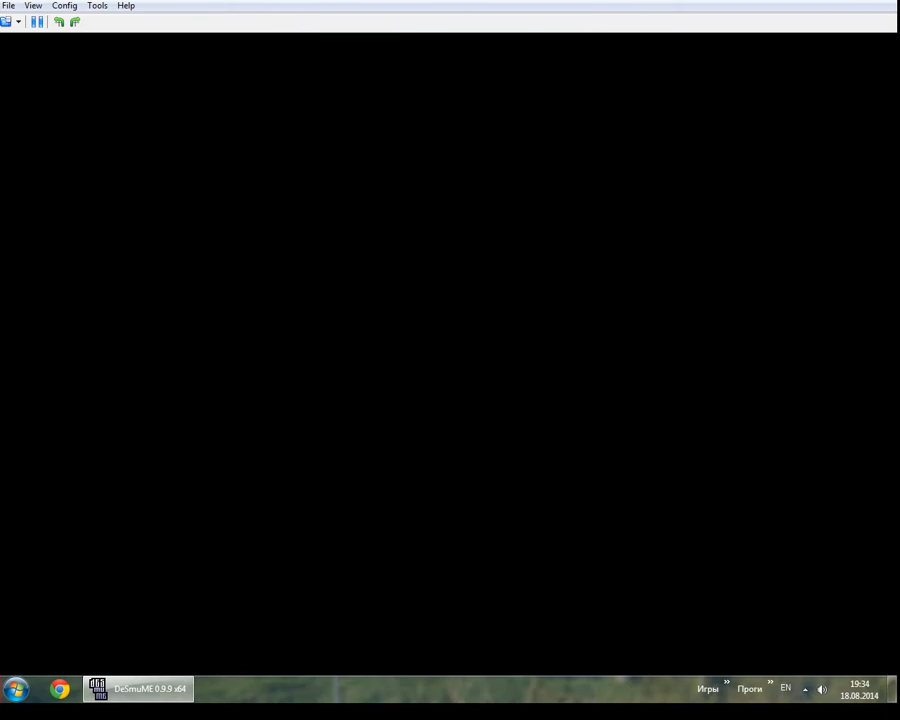 File View Config Tools Help
DeSmuME 0.9.9 x64
Игры » Проги » EN
19:34
18.08.2014